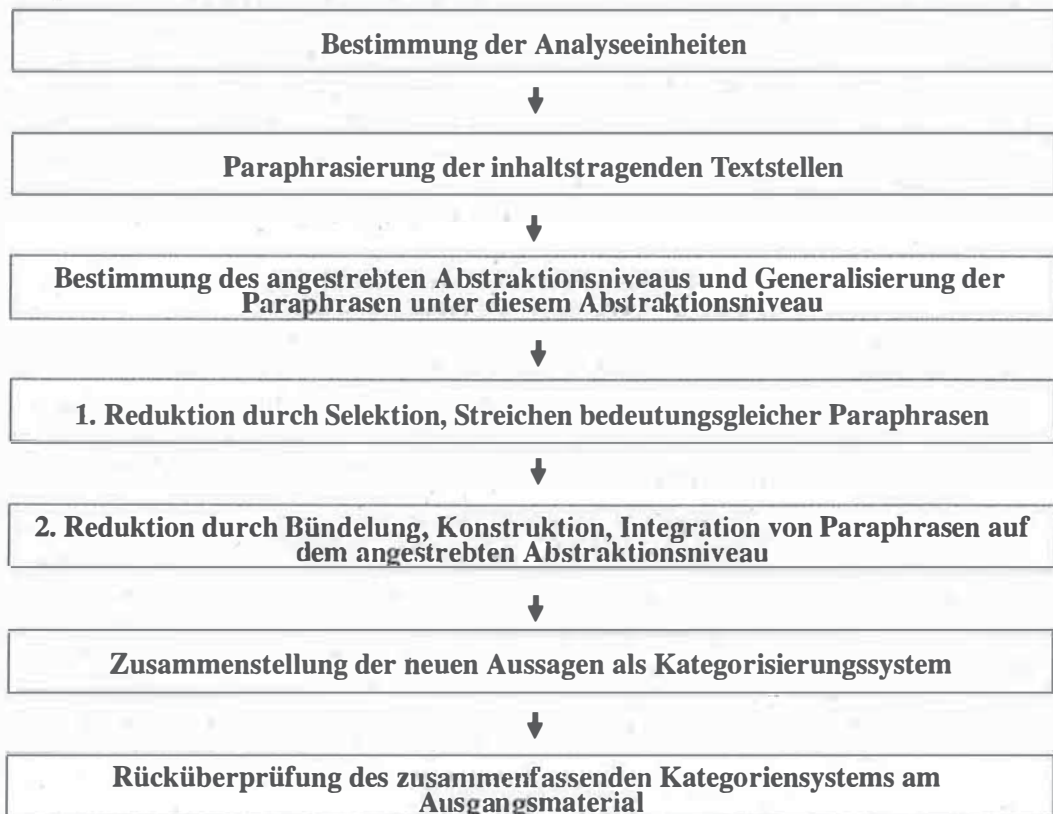 Bestimmung der Analyseeinheiten
Paraphrasierung der inhaltstragenden Textstellen
Bestimmung des angestrebten Abstraktionsniveaus und Generalisierung der
Paraphrasen unter diesem Abstraktionsniveau
1. Reduktion durch Selektion, Streichen bedeutungsgleicher Paraphrasen
2. Reduktion durch Bündelung, Konstruktion, Integration von Paraphrasen auf
dem angestrebten Abstraktionsniveau
Zusammenstellung der neuen Aussagen als Kategorisierungssystem
Rücküberprüfung des zusammenfassenden Kategoriensystems am
Ausgangsmaterial